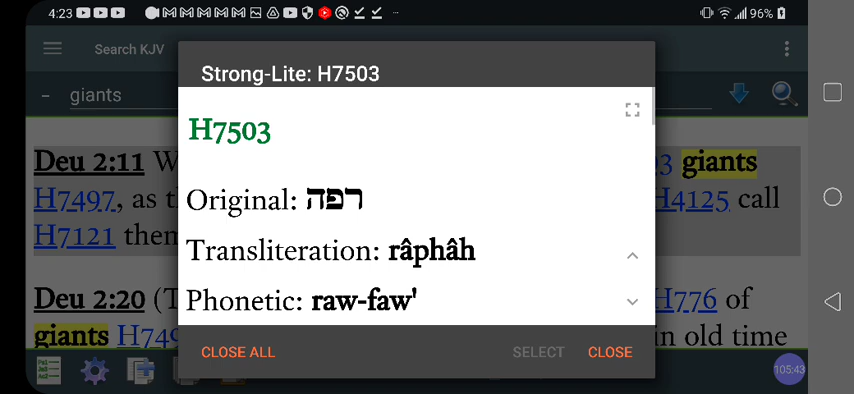 4:23 96%
Search KJV
Strong-Lite: H7503
- giants
H7503
Deu 2:11 W giants
Original: רפה
H7497, as t H4125 call
Transliteration: râphâh
H7121 them
Phonetic: raw-faw'
Deu 2:20 (T H776 of
giants H749 in old time
CLOSE ALL SELECT CLOSE
105:43